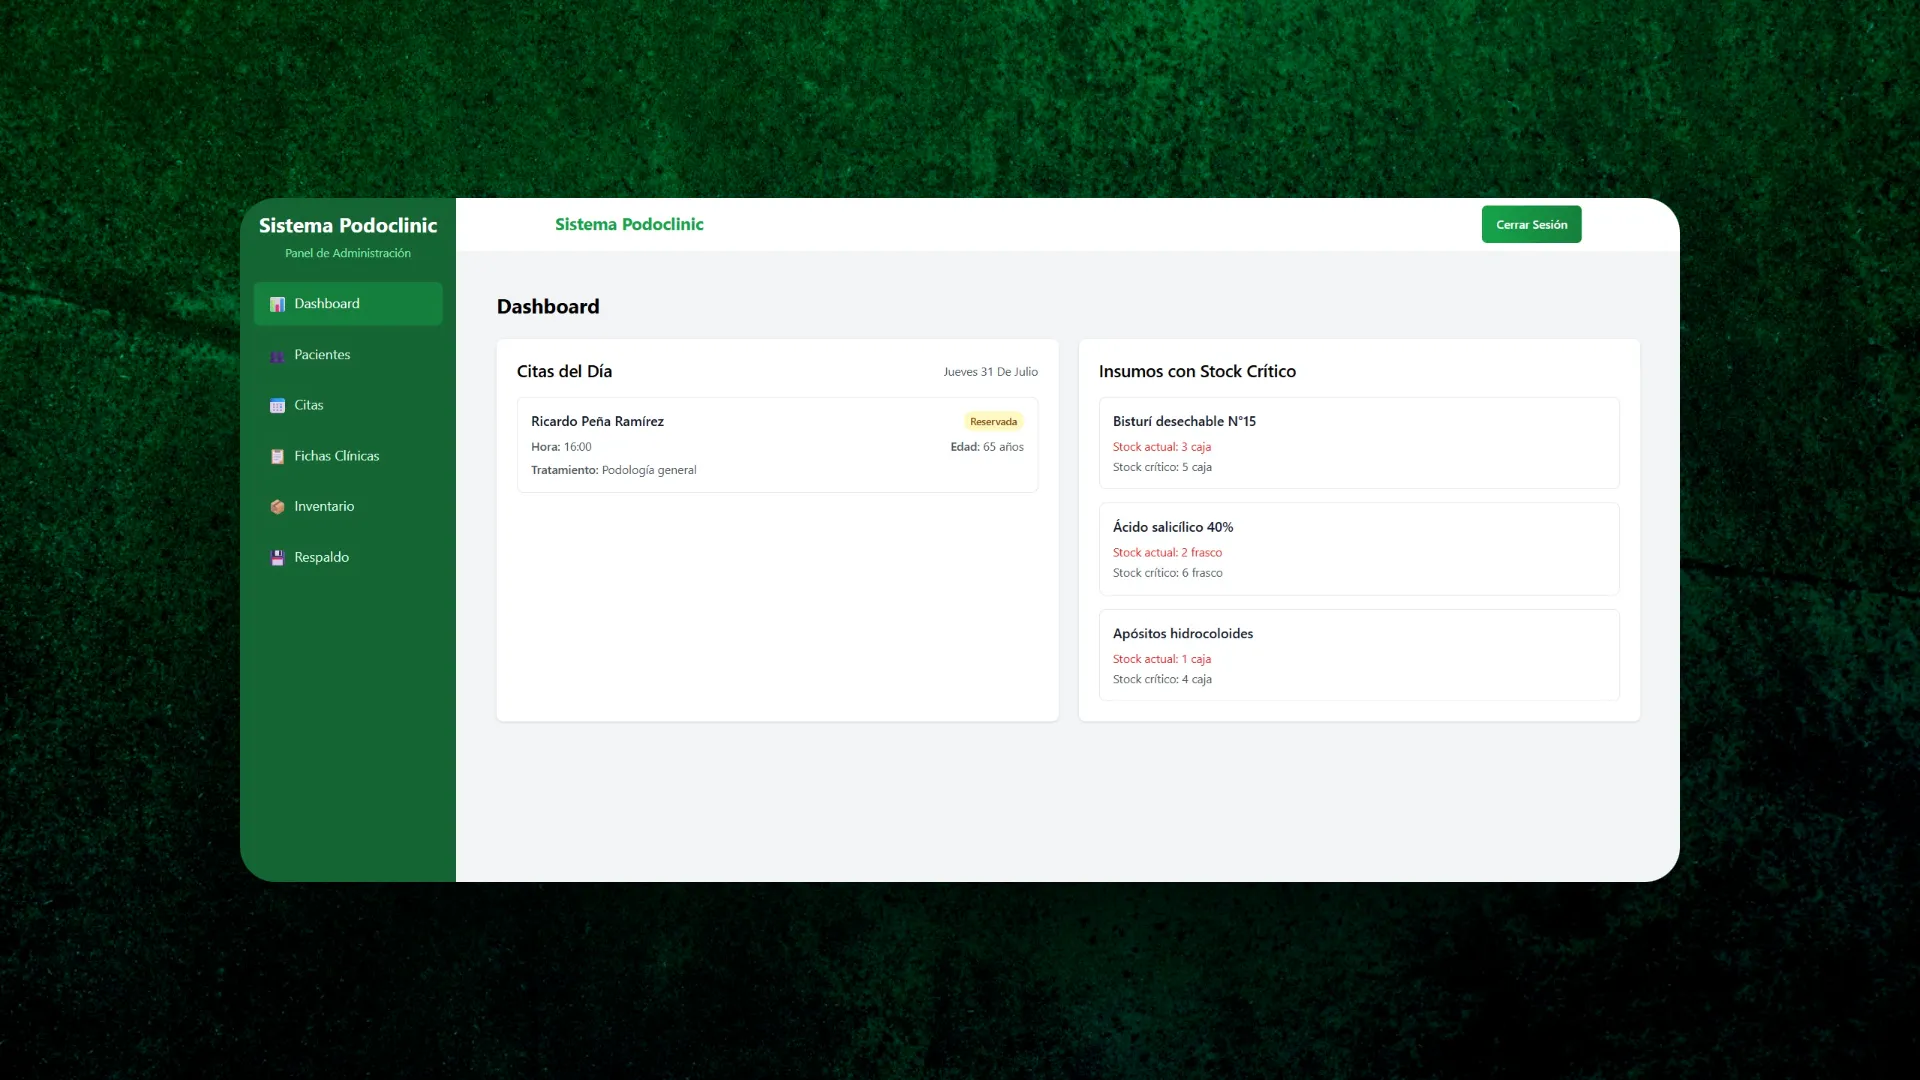 Sistema Podoclinic
Panel de Administración
Dashboard
Pacientes
Citas
Fichas Clínicas
Inventario
Respaldo
Sistema Podoclinic
Cerrar Sesión
Dashboard
Citas del Día
Jueves 31 De Julio
Ricardo Peña Ramírez
Reservada
Hora: 16:00
Edad: 65 años
Tratamiento: Podología general
Insumos con Stock Crítico
Bisturí desechable N°15
Stock actual: 3 caja
Stock crítico: 5 caja
Ácido salicílico 40%
Stock actual: 2 frasco
Stock crítico: 6 frasco
Apósitos hidrocoloides
Stock actual: 1 caja
Stock crítico: 4 caja